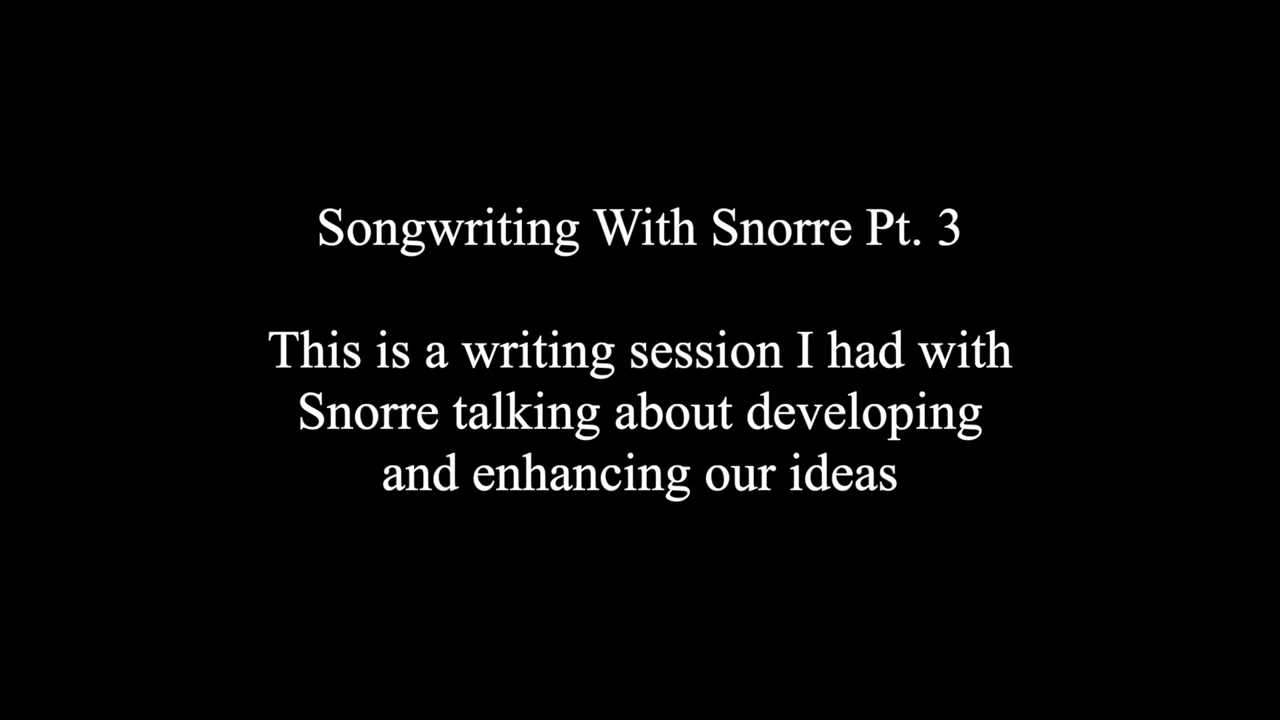 Songwriting With Snorre Pt. 3
This is a writing session I had with
Snorre talking about developing
and enhancing our ideas